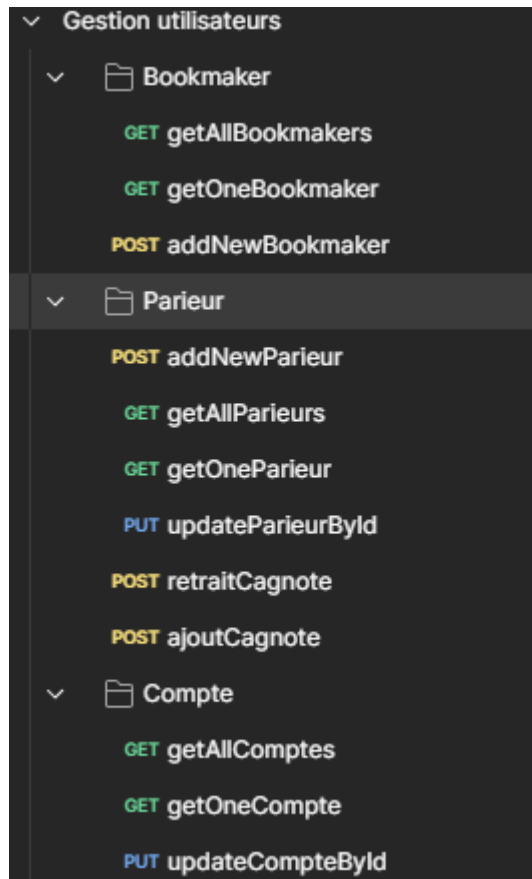 Gestion utilisateurs
Bookmaker
GET getAllBookmakers
GET getOneBookmaker
POST addNewBookmaker
Parieur
POST addNewParieur
GET getAllParieurs
GET getOneParieur
PUT updateParieurById
POST retraitCagnote
POST ajoutCagnote
Compte
GET getAllComptes
GET getOneCompte
PUT updateCompteById